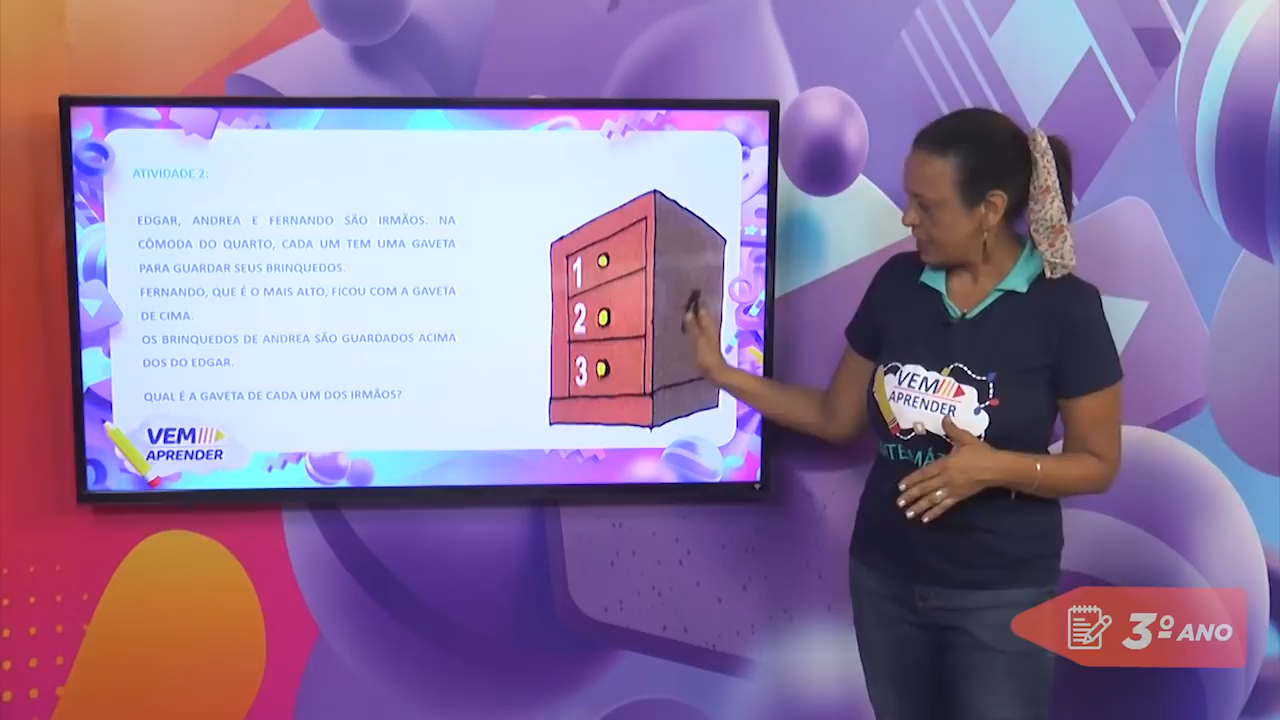 ATIVIDADE 2:
EDGAR, ANDREA E FERNANDO SÃO IRMÃOS. NA
CÔMODA DO QUARTO, CADA UM TEM UMA GAVETA
PARA GUARDAR SEUS BRINQUEDOS.
FERNANDO, QUE É O MAIS ALTO, FICOU COM A GAVETA
DE CIMA.
OS BRINQUEDOS DE ANDREA SÃO GUARDADOS ACIMA
DOS DO EDGAR.
QUAL É A GAVETA DE CADA UM DOS IRMÃOS?
1
2
3
VEM
APRENDER
VEM
APRENDER
3º ANO